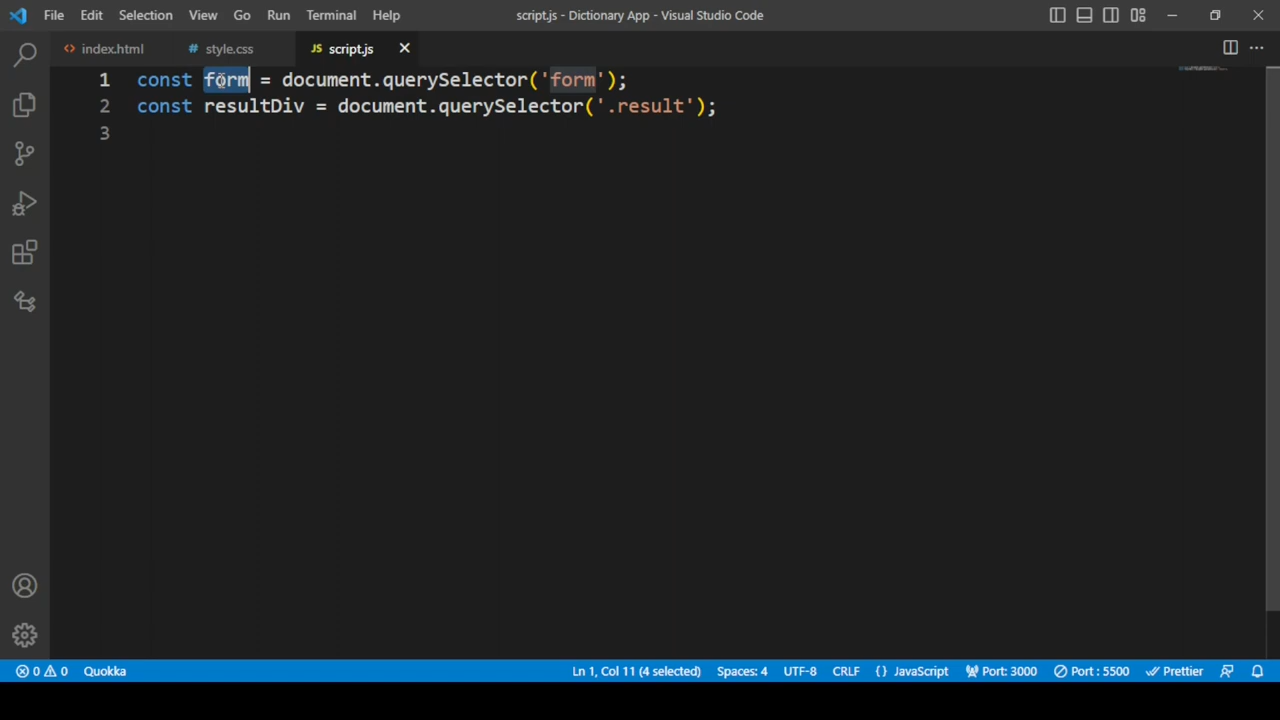 File Edit Selection View Go Run Terminal Help script.js - Dictionary App - Visual Studio Code
index.html # style.css JS script.js
1 const form = document.querySelector('form');
2 const resultDiv = document.querySelector('.result');
3
0 0 Quokka Ln 1, Col 11 (4 selected) Spaces: 4 UTF-8 CRLF {} JavaScript Port: 3000 Port : 5500 Prettier